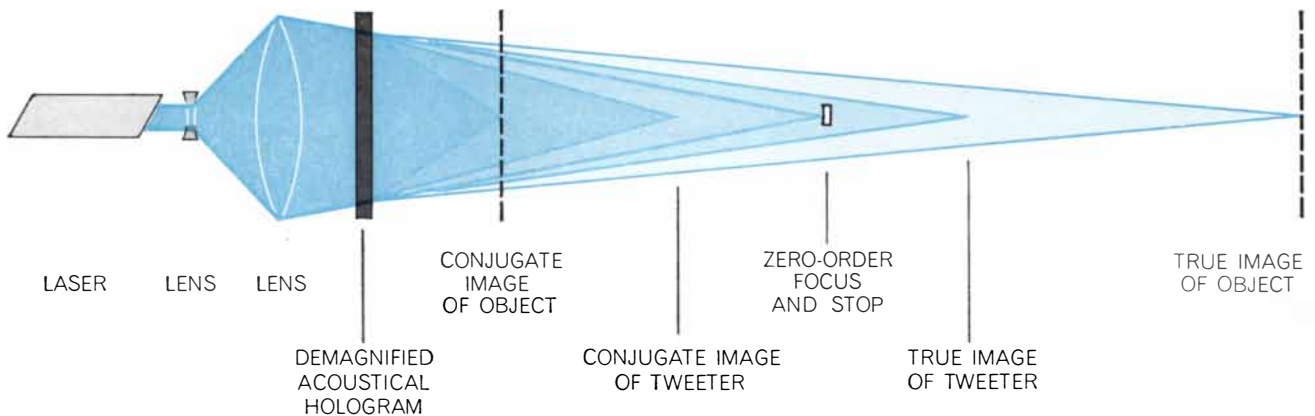 LASER
LENS
LENS
CONJUGATE
IMAGE
OF OBJECT
ZERO-ORDER
FOCUS
AND STOP
TRUE IMAGE
OF OBJECT
DEMAGNIFIED
ACOUSTICAL
HOLOGRAM
CONJUGATE IMAGE
OF TWEETER
TRUE IMAGE
OF TWEETER